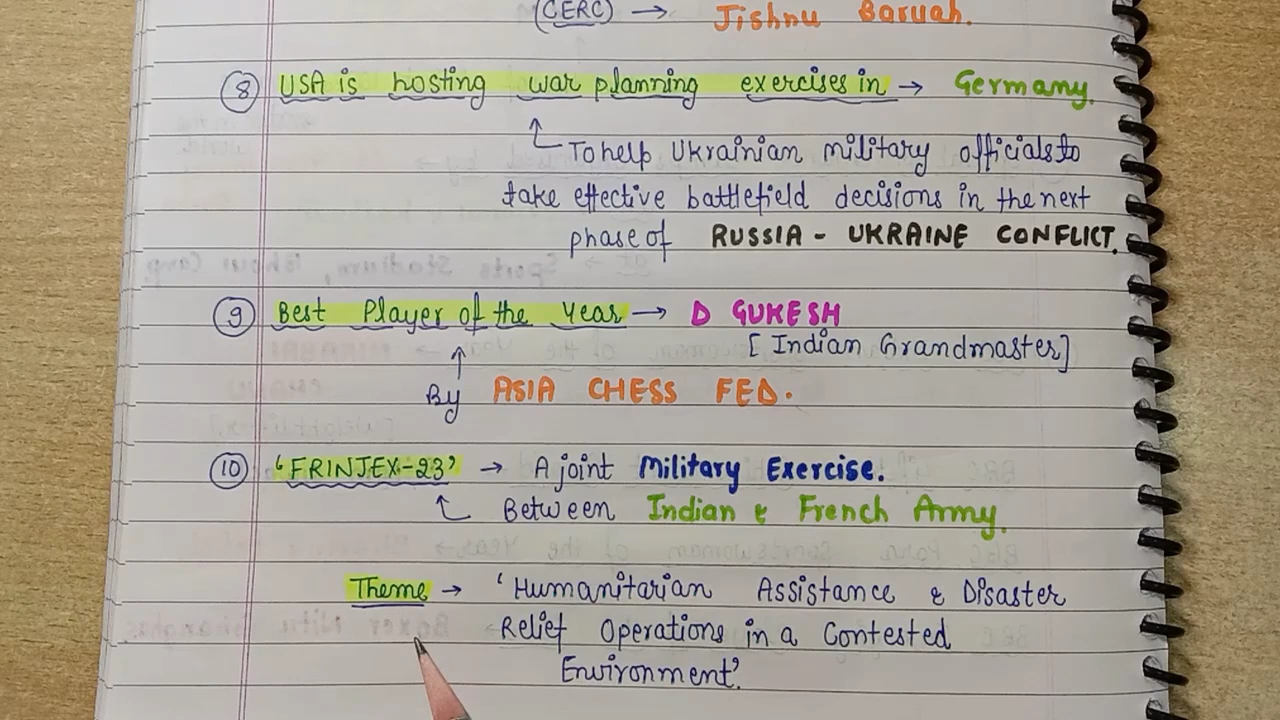 (CERC) → Jishnu Baruah.
⑧ USA is hosting war planning exercises in → Germany.
To help Ukrainian military officials to
take effective battlefield decisions in the next
phase of RUSSIA - UKRAINE CONFLICT.
⑨ Best Player of the Year → D GUKESH
[Indian Grandmaster]
By ASIA CHESS FED.
⑩ 'FRINJEX-23' → A joint Military Exercise.
Between Indian & French Army.
Theme → 'Humanitarian Assistance & Disaster
Relief Operations in a Contested
Environment'.